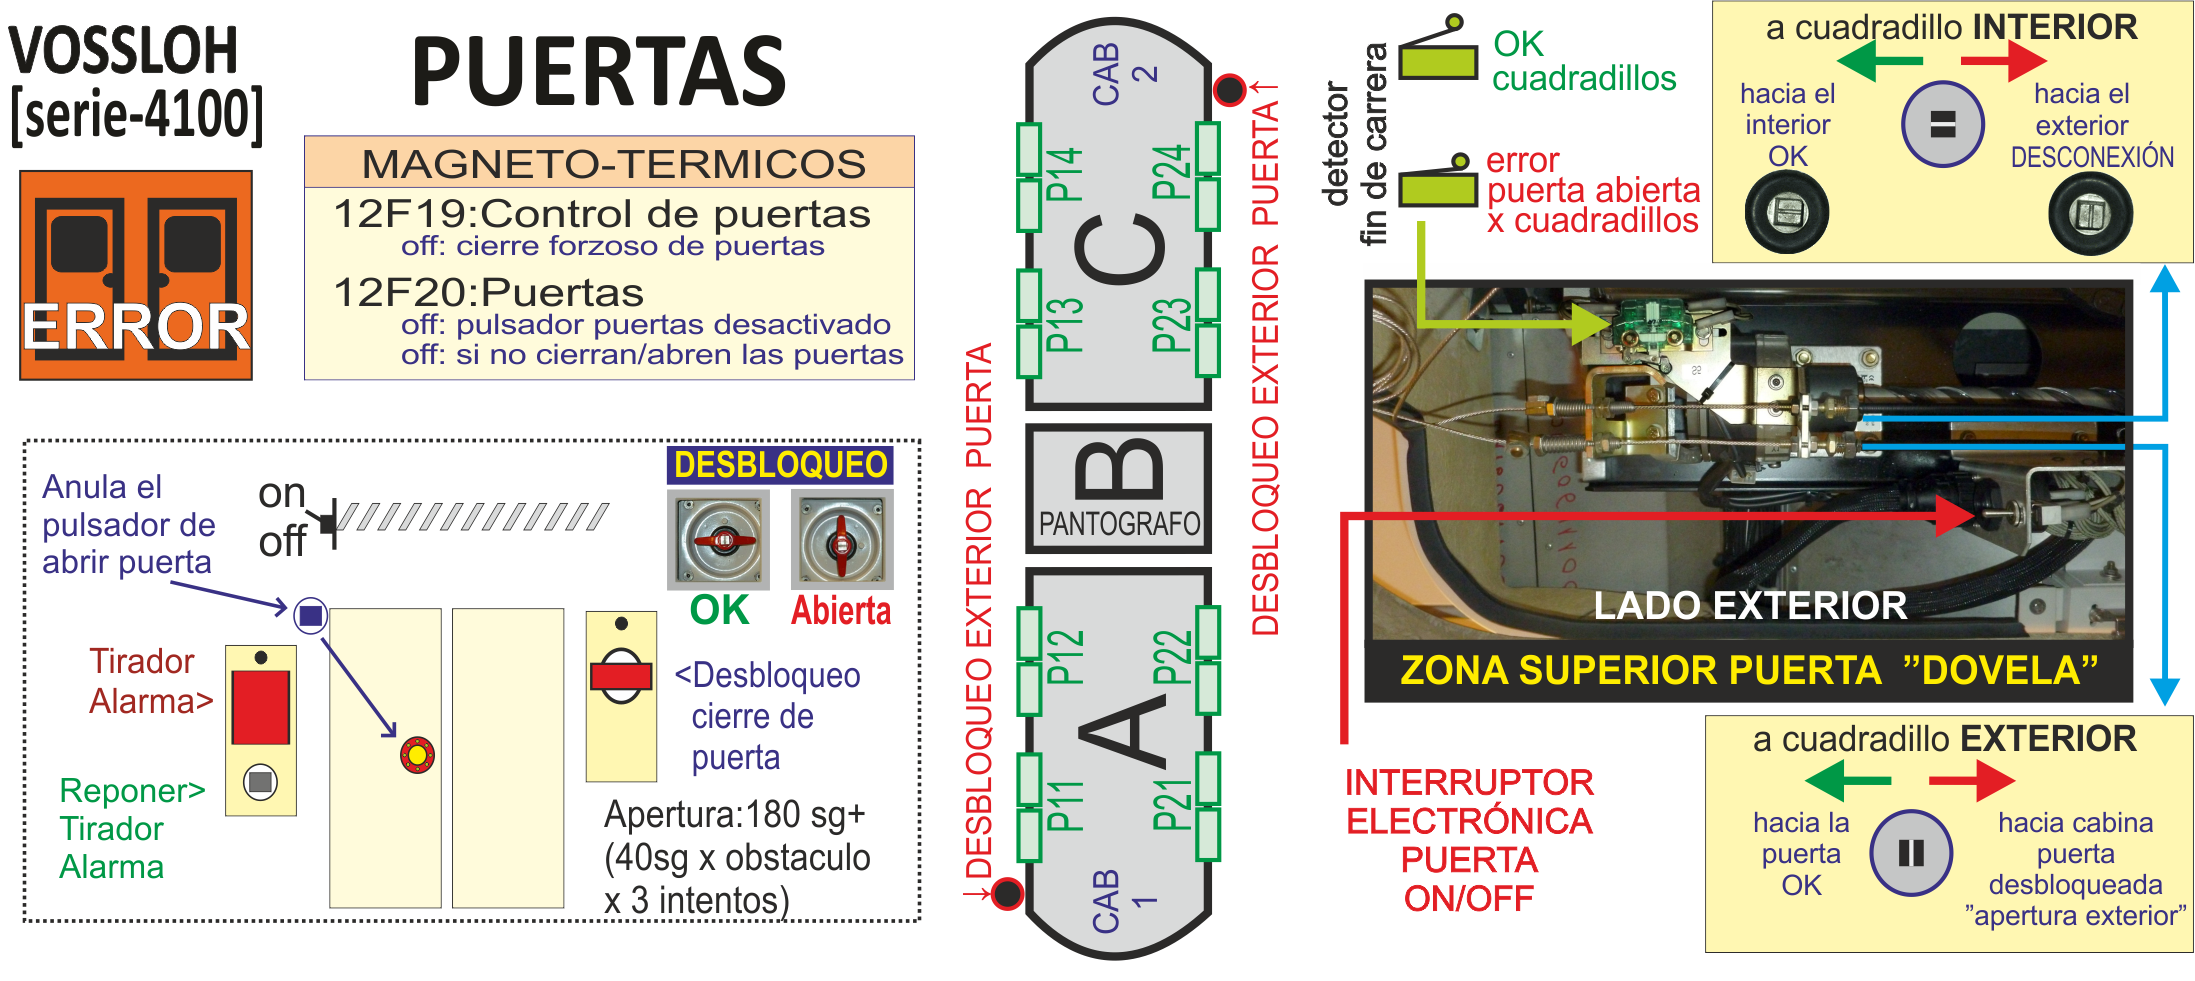 VOSSLOH
[serie-4100]
ERROR
PUERTAS
MAGNETO-TERMICOS
12F19:Control de puertas
off: cierre forzoso de puertas
12F20:Puertas
off: pulsador puertas desactivado
off: si no cierran/abren las puertas
Anula el
pulsador de
abrir puerta
on
off
DESBLOQUEO
OK
Abierta
Tirador
Alarma>
Reponer>
Tirador
Alarma
<Desbloqueo
cierre de
puerta
Apertura:180 sg+
(40sg x obstaculo
x 3 intentos)
CAB
2
P14
P24
C
P13
P23
B
PANTOGRAFO
P12
P22
A
P11
P21
CAB
1
←DESBLOQUEO EXTERIOR PUERTA
DESBLOQUEO EXTERIOR PUERTA→
detector
fin de carrera
OK
cuadradillos
error
puerta abierta
x cuadradillos
a cuadradillo INTERIOR
hacia el
interior
OK
hacia el
exterior
DESCONEXIÓN
LADO EXTERIOR
ZONA SUPERIOR PUERTA ”DOVELA”
INTERRUPTOR
ELECTRÓNICA
PUERTA
ON/OFF
a cuadradillo EXTERIOR
hacia la
puerta
OK
hacia cabina
puerta
desbloqueada
”apertura exterior”